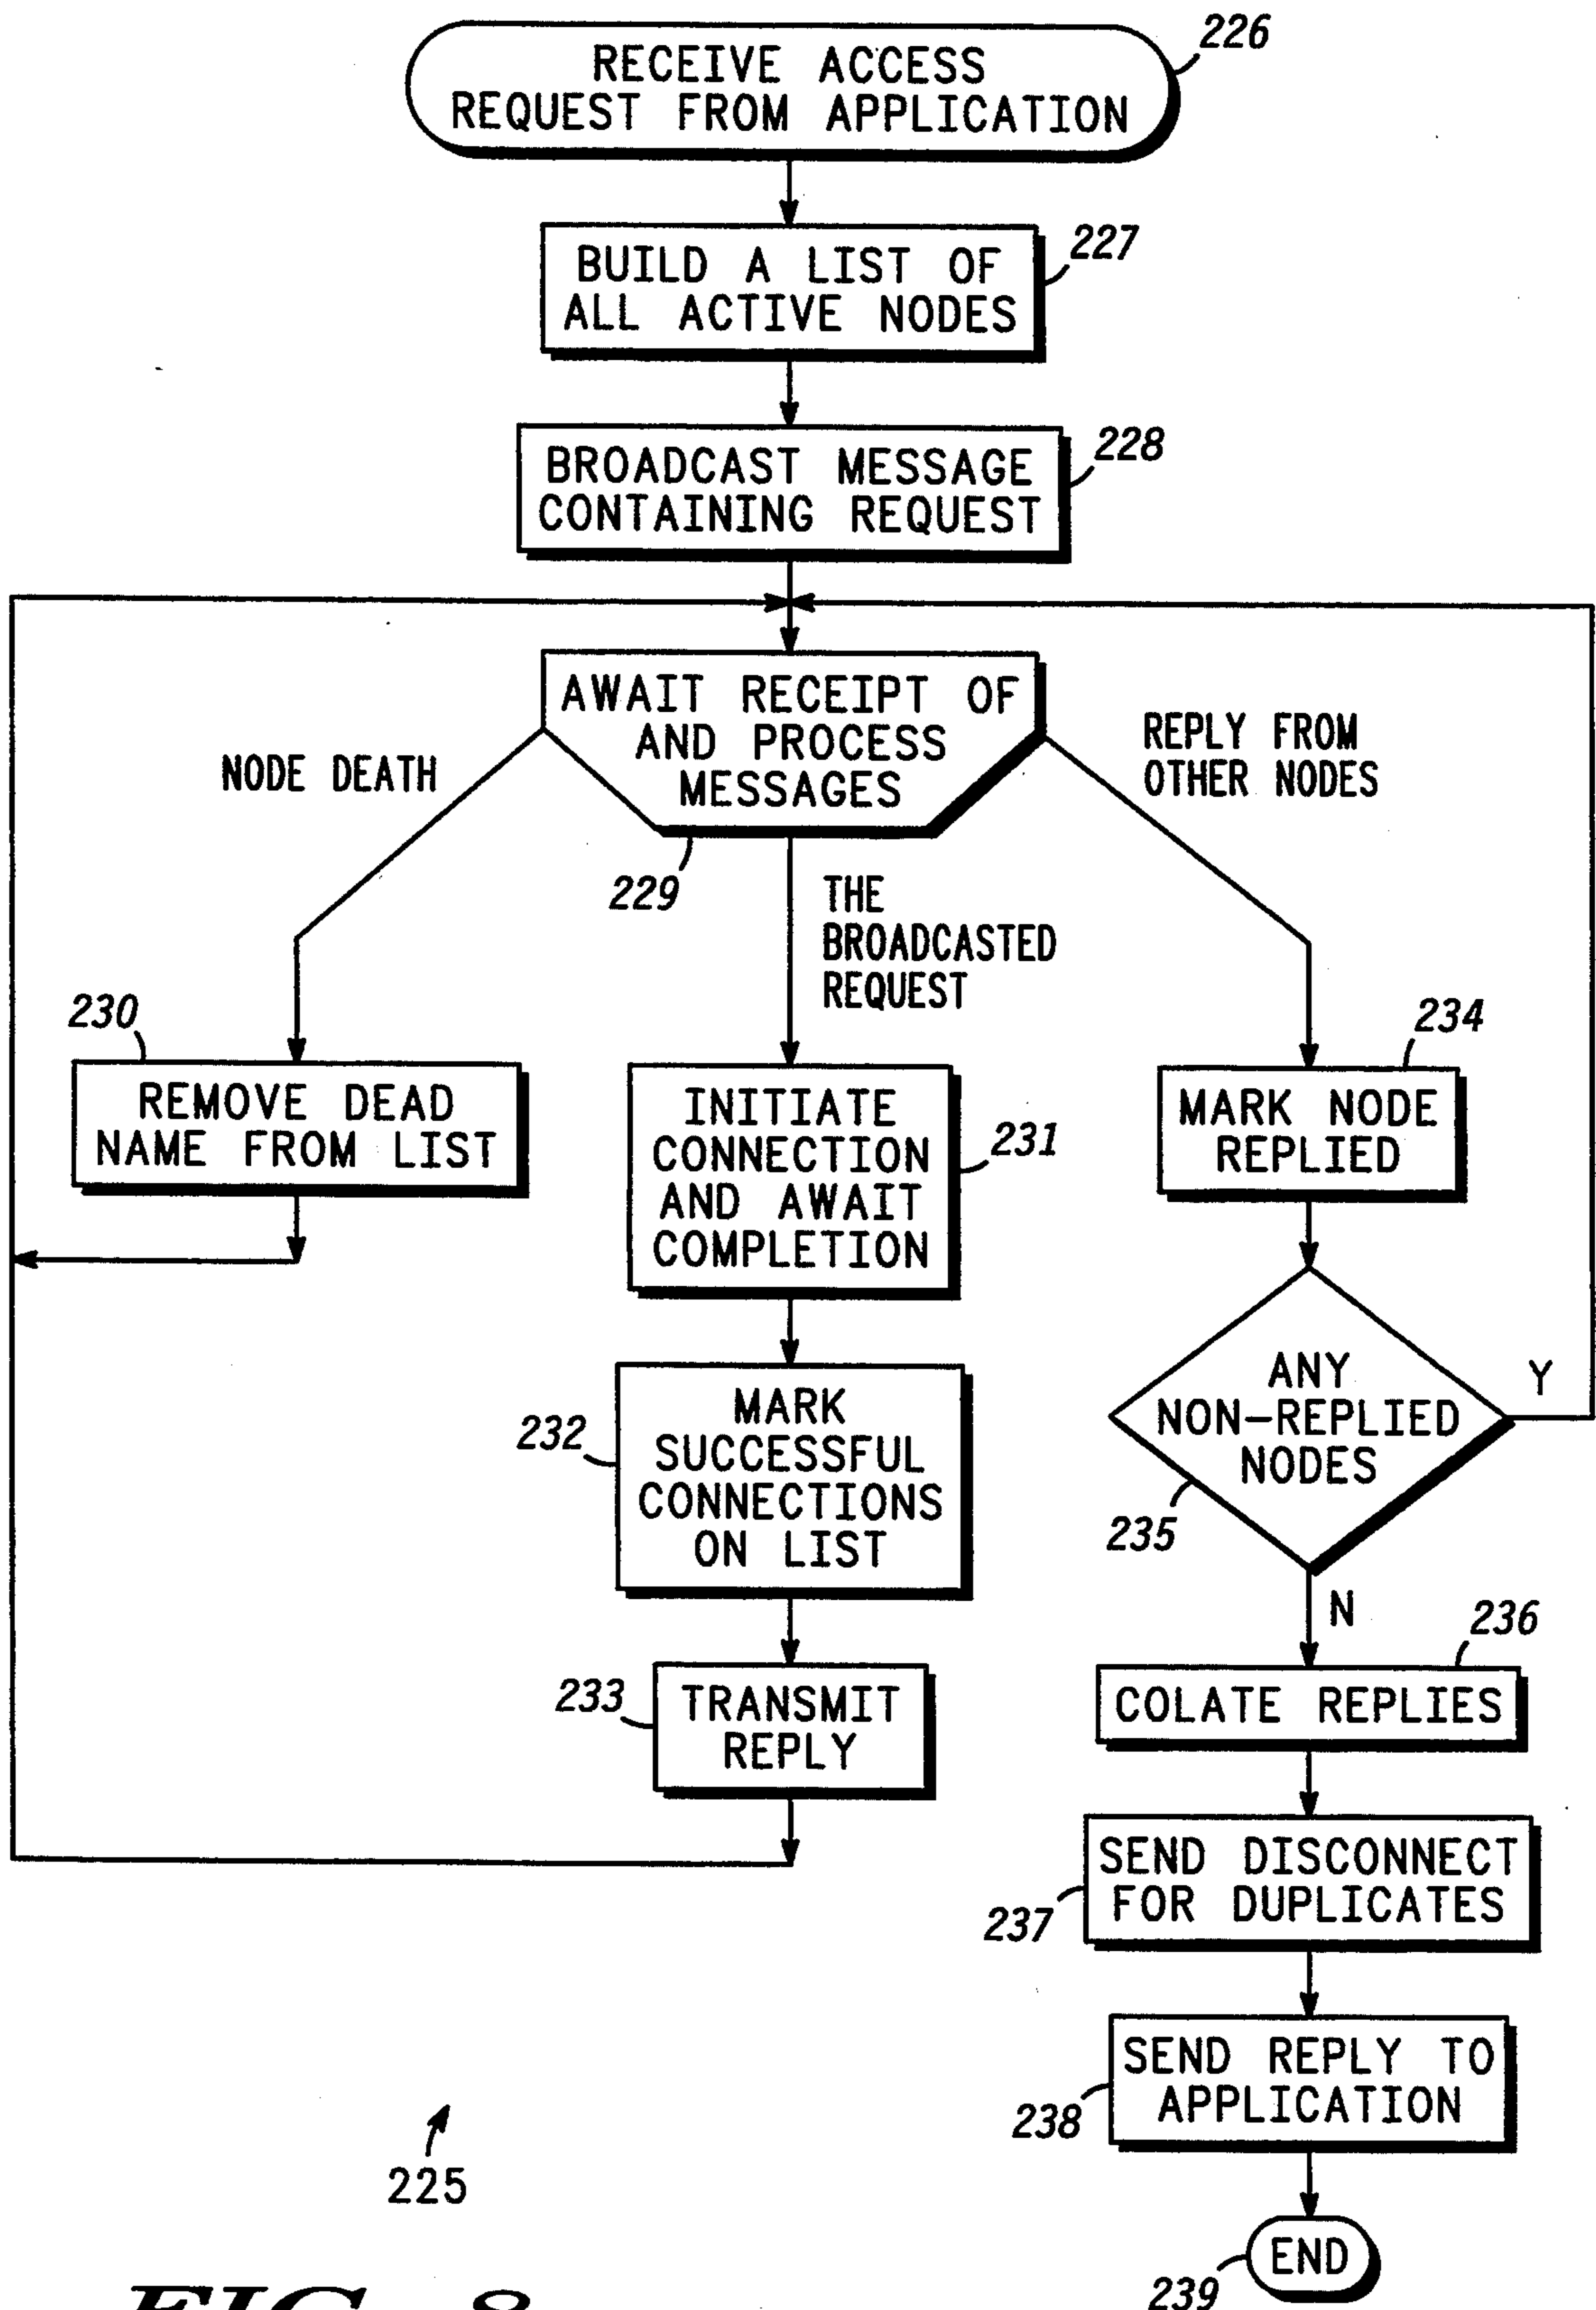 226
RECEIVE ACCESS
REQUEST FROM APPLICATION
227
BUILD A LIST OF
ALL ACTIVE NODES
228
BROADCAST MESSAGE
CONTAINING REQUEST
AWAIT RECEIPT OF
AND PROCESS
MESSAGES
229
NODE DEATH
THE
BROADCASTED
REQUEST
REPLY FROM
OTHER NODES
230
REMOVE DEAD
NAME FROM LIST
INITIATE
CONNECTION
AND AWAIT
COMPLETION
231
MARK
SUCCESSFUL
CONNECTIONS
ON LIST
232
TRANSMIT
REPLY
233
234
MARK NODE
REPLIED
ANY
NON-REPLIED
NODES
235
Y
N
236
COLATE REPLIES
SEND DISCONNECT
FOR DUPLICATES
237
SEND REPLY TO
APPLICATION
238
END
239
225
FIG. 8